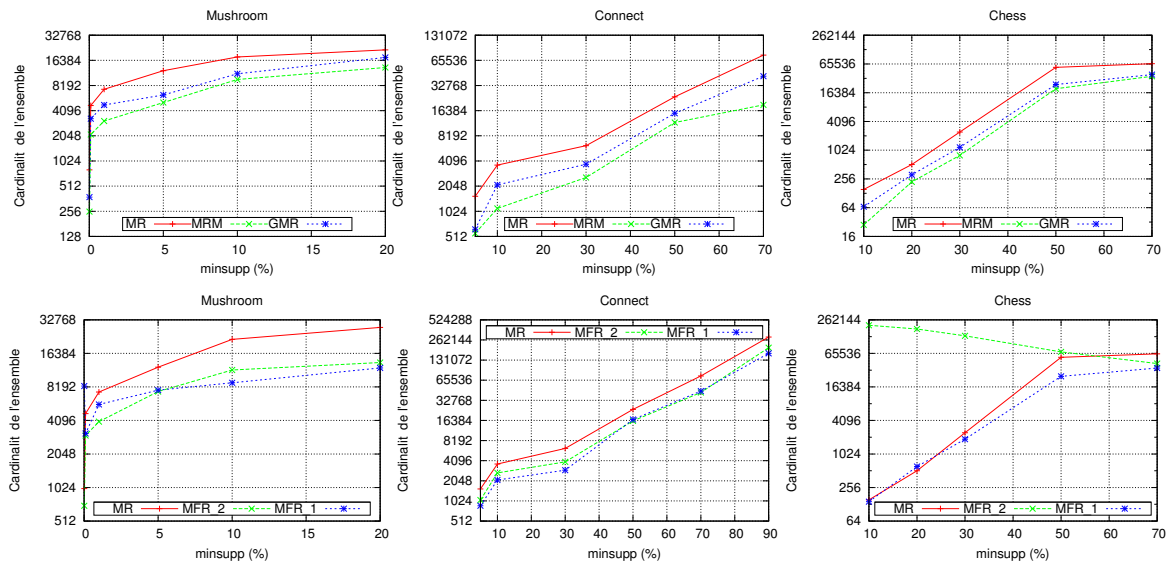 Mushroom
Cardinalit de l'ensemble
32768
16384
8192
4096
2048
1024
512
256
128
MR MRM GMR
0 5 10 15 20
minsupp (%)
Connect
Cardinalit de l'ensemble
131072
65536
32768
16384
8192
4096
2048
1024
512
MR MRM GMR
10 20 30 40 50 60 70
minsupp (%)
Chess
Cardinalit de l'ensemble
262144
65536
16384
4096
1024
256
64
16
MR MRM GMR
10 20 30 40 50 60 70
minsupp (%)
Mushroom
Cardinalit de l'ensemble
32768
16384
8192
4096
2048
1024
512
MR MFR_2 MFR_1
0 5 10 15 20
minsupp (%)
Connect
Cardinalit de l'ensemble
524288
262144
131072
65536
32768
16384
8192
4096
2048
1024
512
MR MFR_2 MFR_1
10 20 30 40 50 60 70 80 90
minsupp (%)
Chess
Cardinalit de l'ensemble
262144
65536
16384
4096
1024
256
64
MR MFR_2 MFR_1
10 20 30 40 50 60 70
minsupp (%)